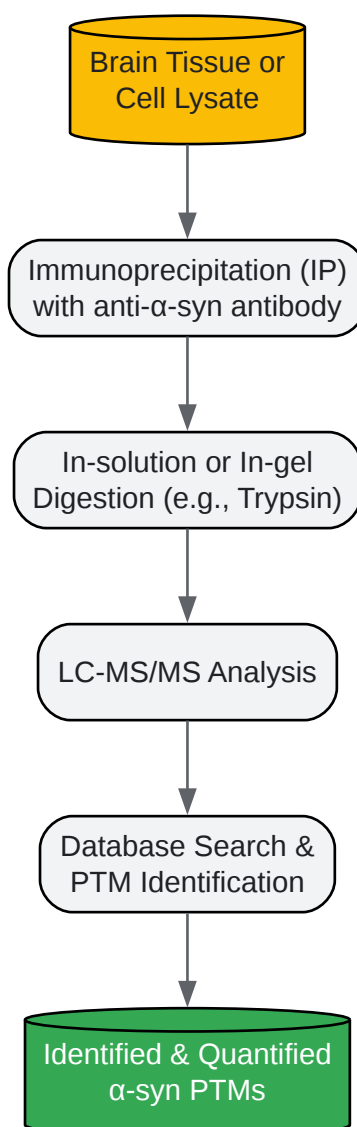 Brain Tissue or
Cell Lysate
Immunoprecipitation (IP)
with anti-α-syn antibody
In-solution or In-gel
Digestion (e.g., Trypsin)
LC-MS/MS Analysis
Database Search &
PTM Identification
Identified & Quantified
α-syn PTMs